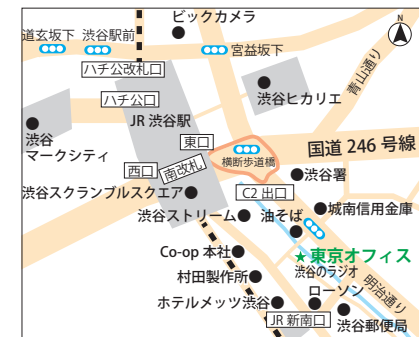 ビックカメラ
道玄坂下
渋谷駅前
宮益坂下
N
ハチ公改札口
青山通り
ハチ公口
渋谷ヒカリエ
JR 渋谷駅
渋谷
マークシティ
東口
横断歩道橋
国道 246 号線
西口
南改札
渋谷署
渋谷スクランブルスクエア
C2 出口
渋谷ストリーム
油そば
城南信用金庫
Co-op 本社
★東京オフィス
渋谷のラジオ
明治通り
村田製作所
ローソン
ホテルメッツ渋谷
JR 新南口
渋谷郵便局